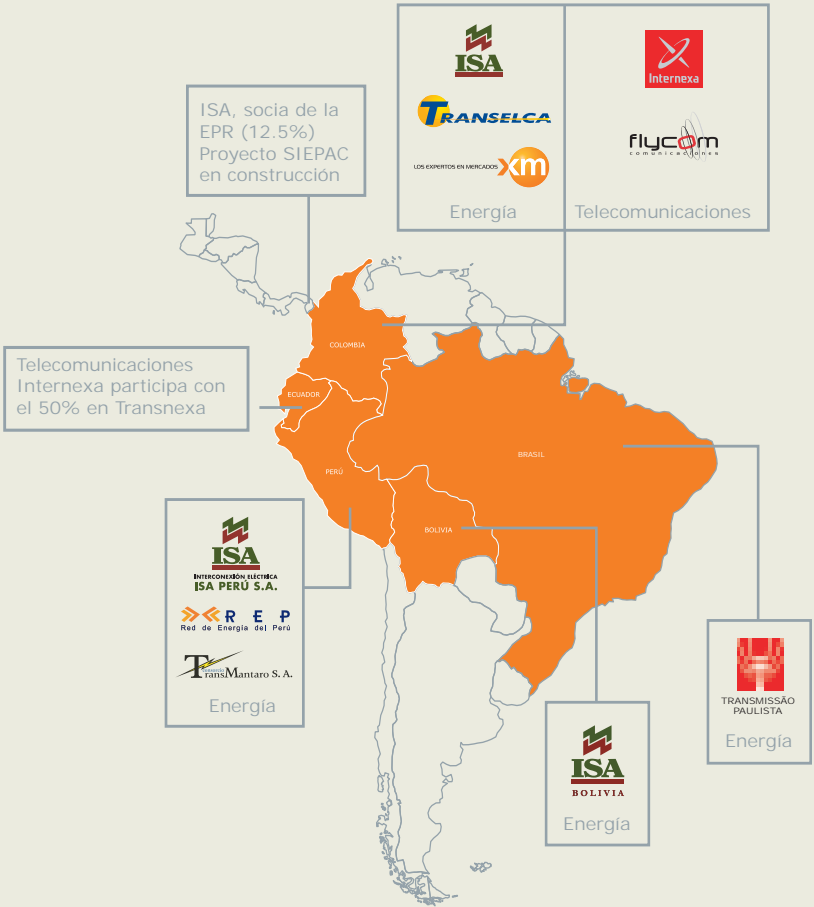 ISA
TRANSELCA
LOS EXPERTOS EN MERCADOS xm
Energía
Internexa
flycom
comunicaciones
Telecomunicaciones
ISA, socia de la
EPR (12.5%)
Proyecto SIEPAC
en construcción
COLOMBIA
Telecomunicaciones
Internexa participa con
el 50% en Transnexa
ECUADOR
PERÚ
BRASIL
BOLIVIA
ISA
INTERCONEXIÓN ELÉCTRICA
ISA PERÚ S.A.
REP
Red de Energía del Perú
TransMantaro S. A.
Energía
TRANSMISSÃO
PAULISTA
Energía
ISA
BOLIVIA
Energía